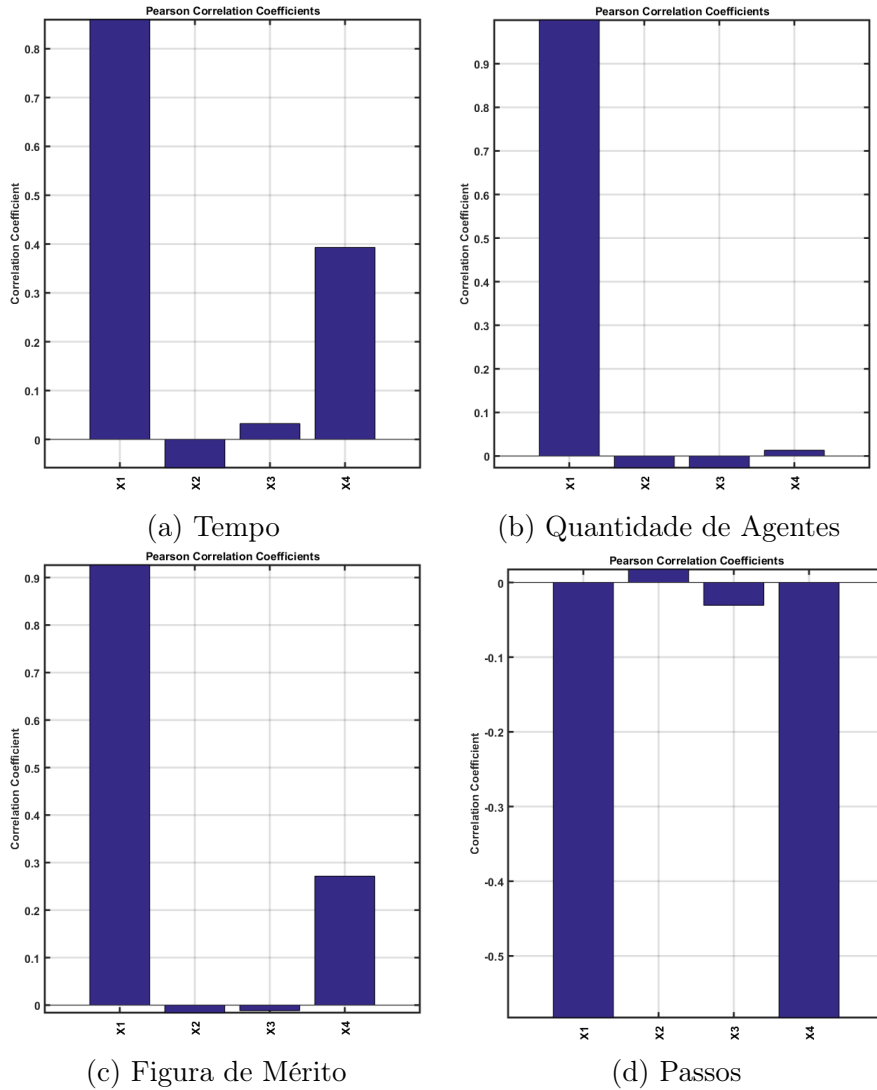 Pearson Correlation Coefficients
Correlation Coefficient
0.8
0.7
0.6
0.5
0.4
0.3
0.2
0.1
0
X1
X2
X3
X4
(a) Tempo
Pearson Correlation Coefficients
Correlation Coefficient
0.9
0.8
0.7
0.6
0.5
0.4
0.3
0.2
0.1
0
X1
X2
X3
X4
(b) Quantidade de Agentes
Pearson Correlation Coefficients
Correlation Coefficient
0.9
0.8
0.7
0.6
0.5
0.4
0.3
0.2
0.1
0
X1
X2
X3
X4
(c) Figura de Mérito
Pearson Correlation Coefficients
Correlation Coefficient
0
-0.1
-0.2
-0.3
-0.4
-0.5
X1
X2
X3
X4
(d) Passos